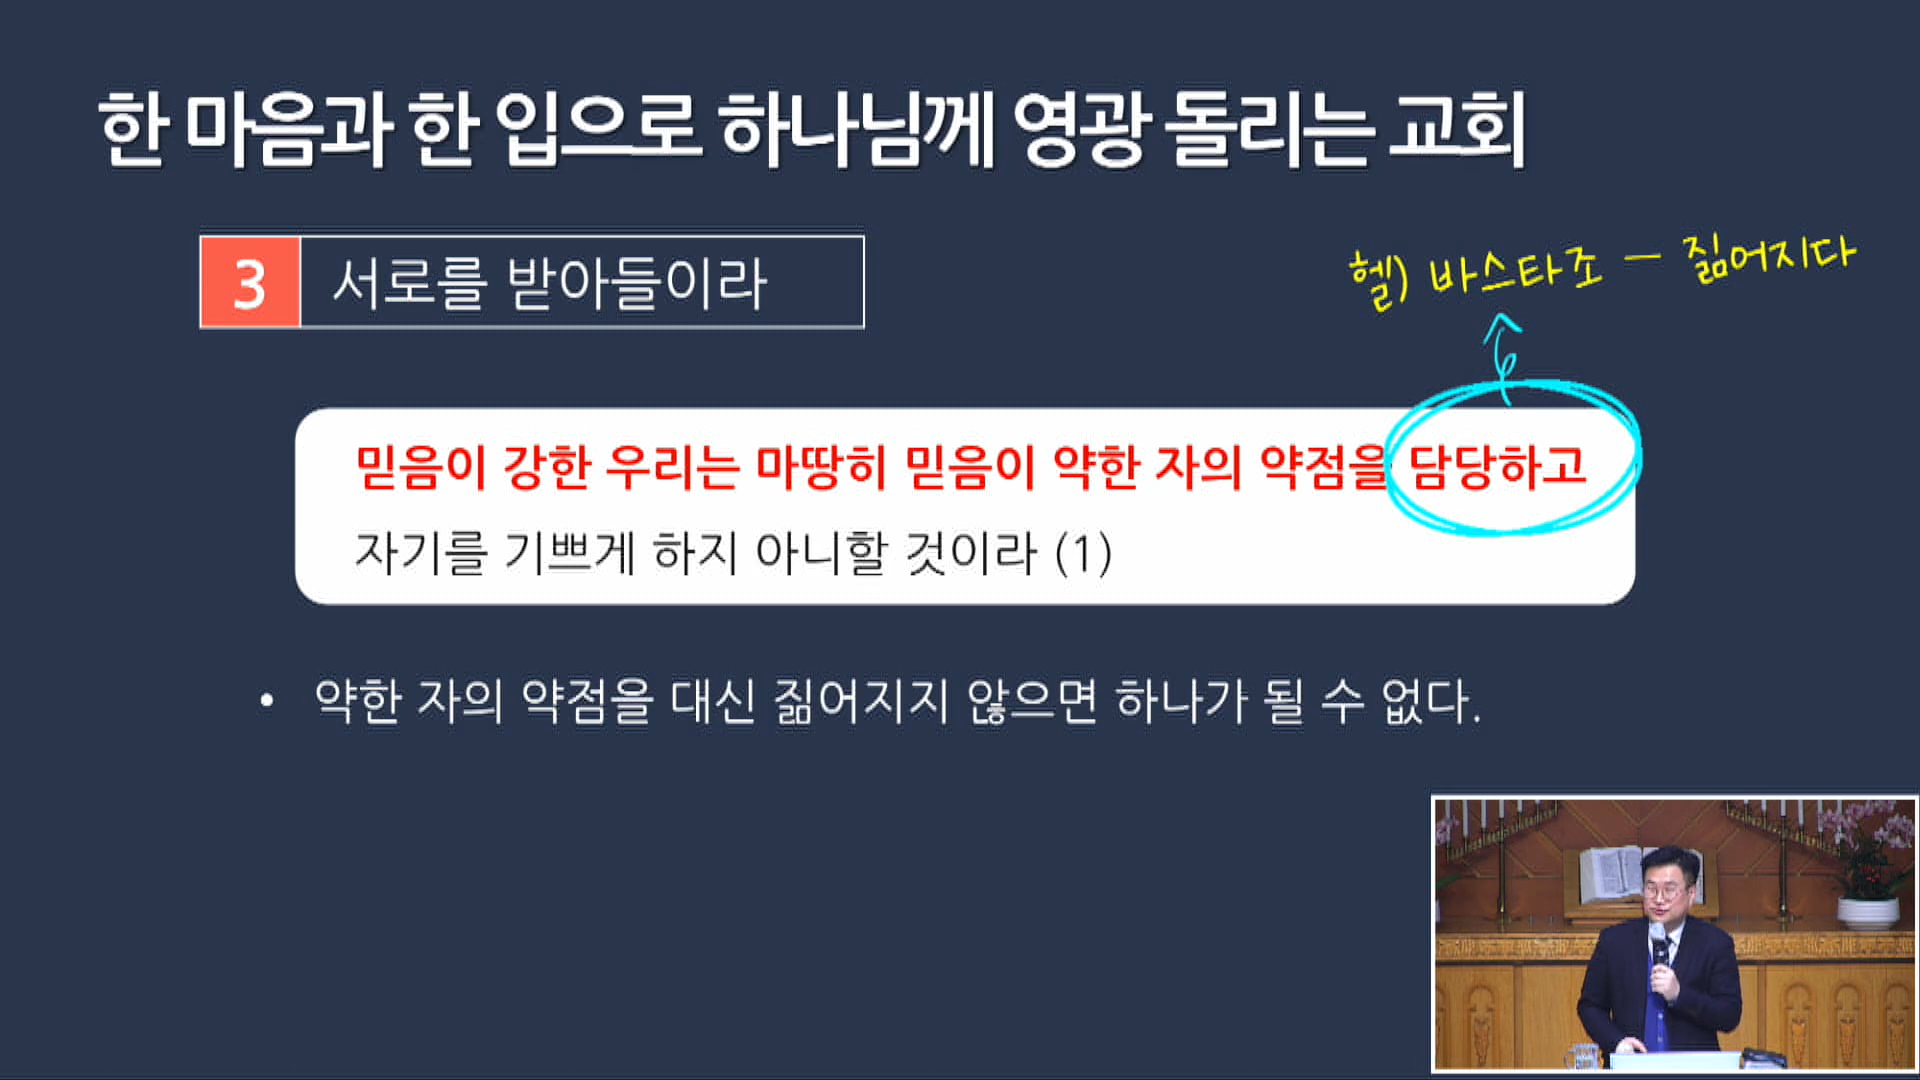 한 마음과 한 입으로 하나님께 영광 돌리는 교회
3 서로를 받아들이라
헬) 바스타조 – 짊어지다
믿음이 강한 우리는 마땅히 믿음이 약한 자의 약점을 담당하고
자기를 기쁘게 하지 아니할 것이라 (1)
• 약한 자의 약점을 대신 짊어지지 않으면 하나가 될 수 없다.